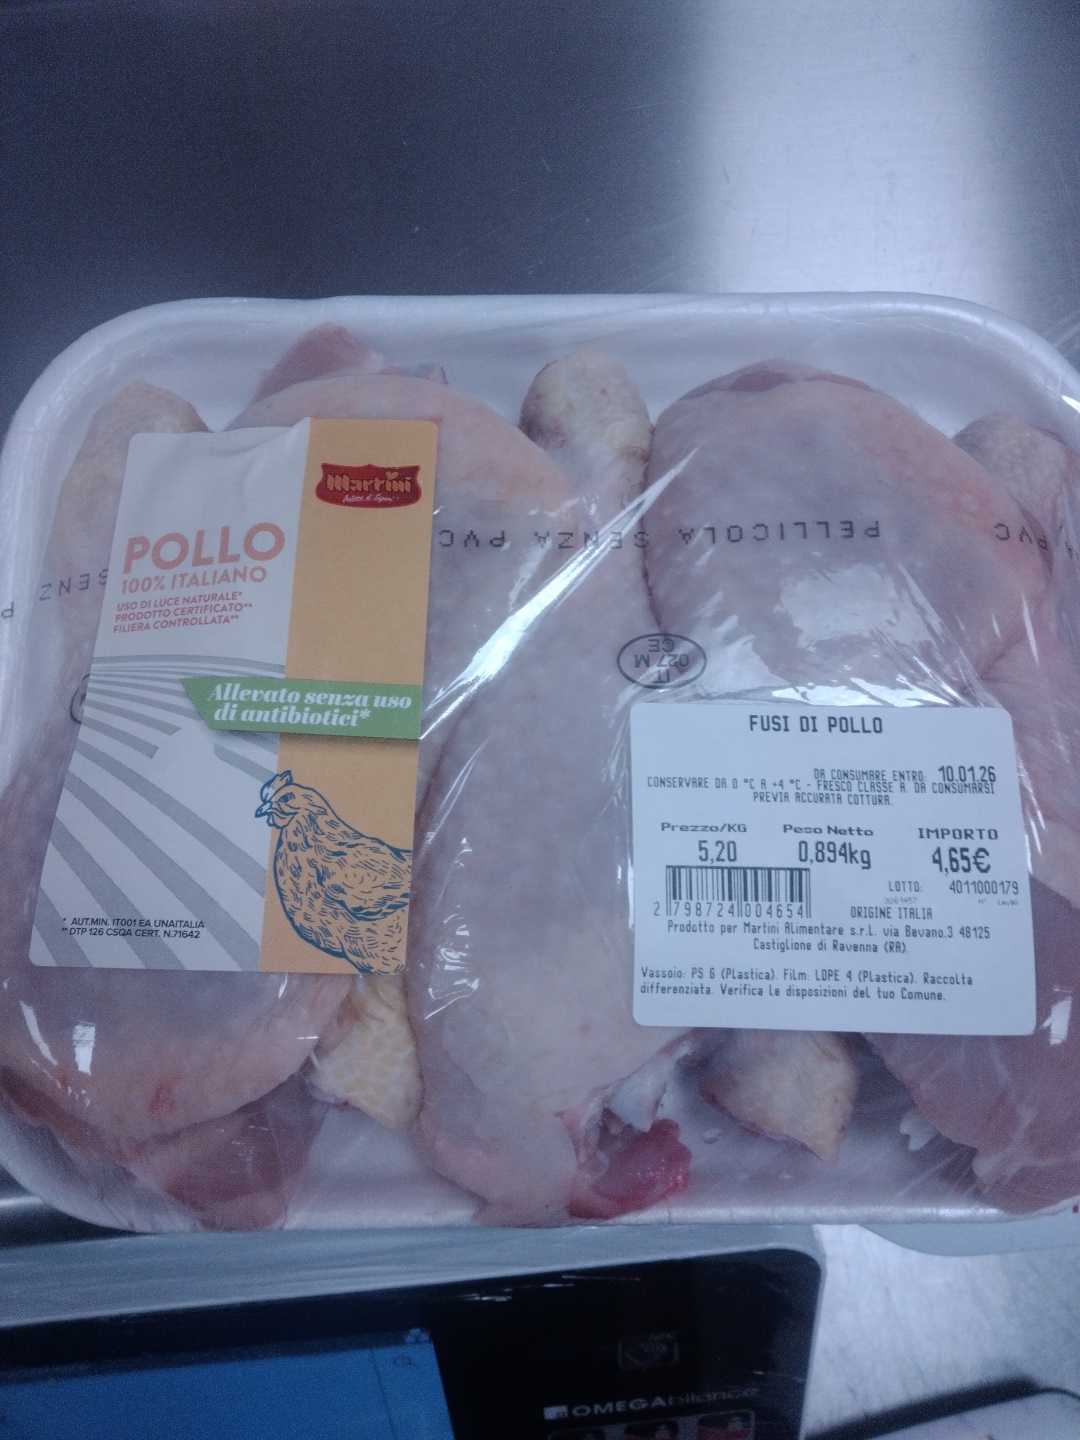 Martini
POLLO
100% ITALIANO
USO DI LUCE NATURALE*
PRODOTTO CERTIFICATO**
FILIERA CONTROLLATA**
Allevato senza uso
di antibiotici*
* AUT.MIN. IT001 EA UNAITALIA
** DTP 126 CSQA CERT. N.71642
PELLICOLA SENZA PVC
SENZ
IT
027 M
CE
FUSI DI POLLO
DA CONSUMARE ENTRO: 10.01.26
CONSERVARE DA 0 °C A +4 °C - FRESCO CLASSE A. DA CONSUMARSI
PREVIA ACCURATA COTTURA.
Prezzo/KG Peso Netto IMPORTO
5,20 0,894kg 4,65€
LOTTO: 4011000179
2 798724 004654
ORIGINE ITALIA
Prodotto per Martini Alimentare s.r.l. via Bevano,3 48125
Castiglione di Ravenna (RA).
Vassoio: PS 6 (Plastica). Film: LDPE 4 (Plastica). Raccolta
differenziata. Verifica le disposizioni del tuo Comune.
OMEGAbilance